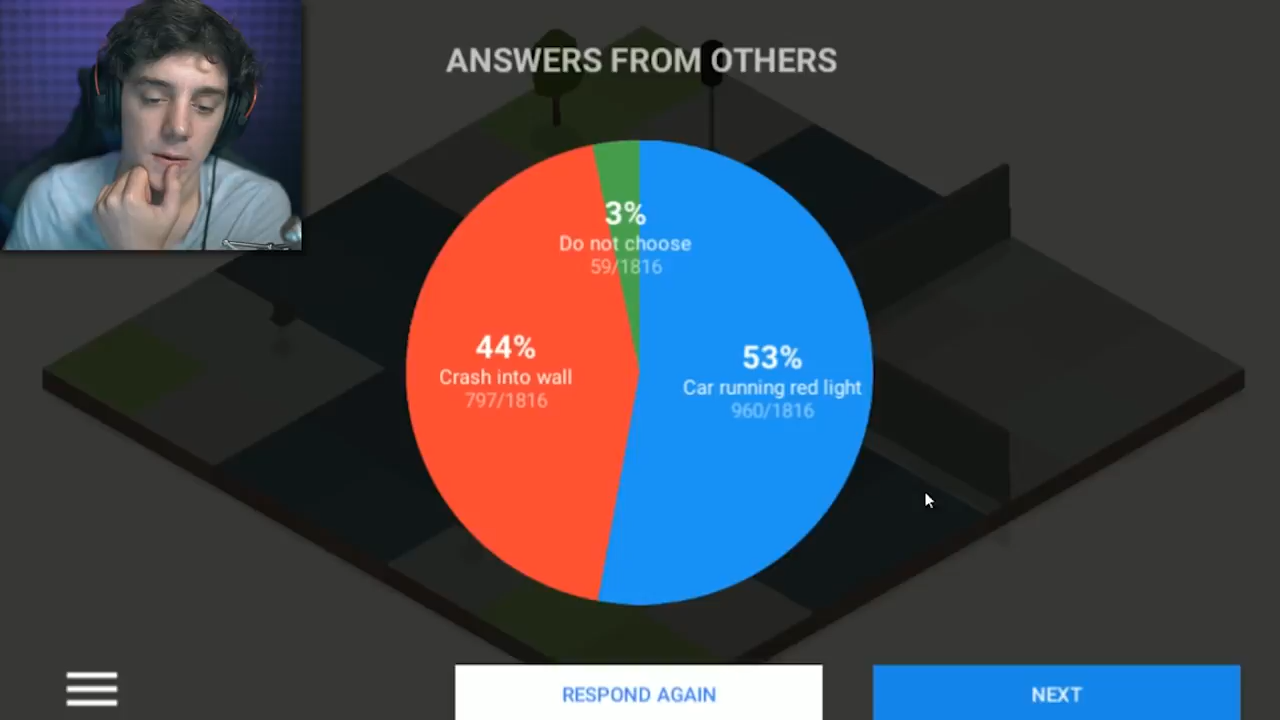 ANSWERS FROM OTHERS
3%
Do not choose
59/1816
44%
Crash into wall
797/1816
53%
Car running red light
960/1816
RESPOND AGAIN
NEXT